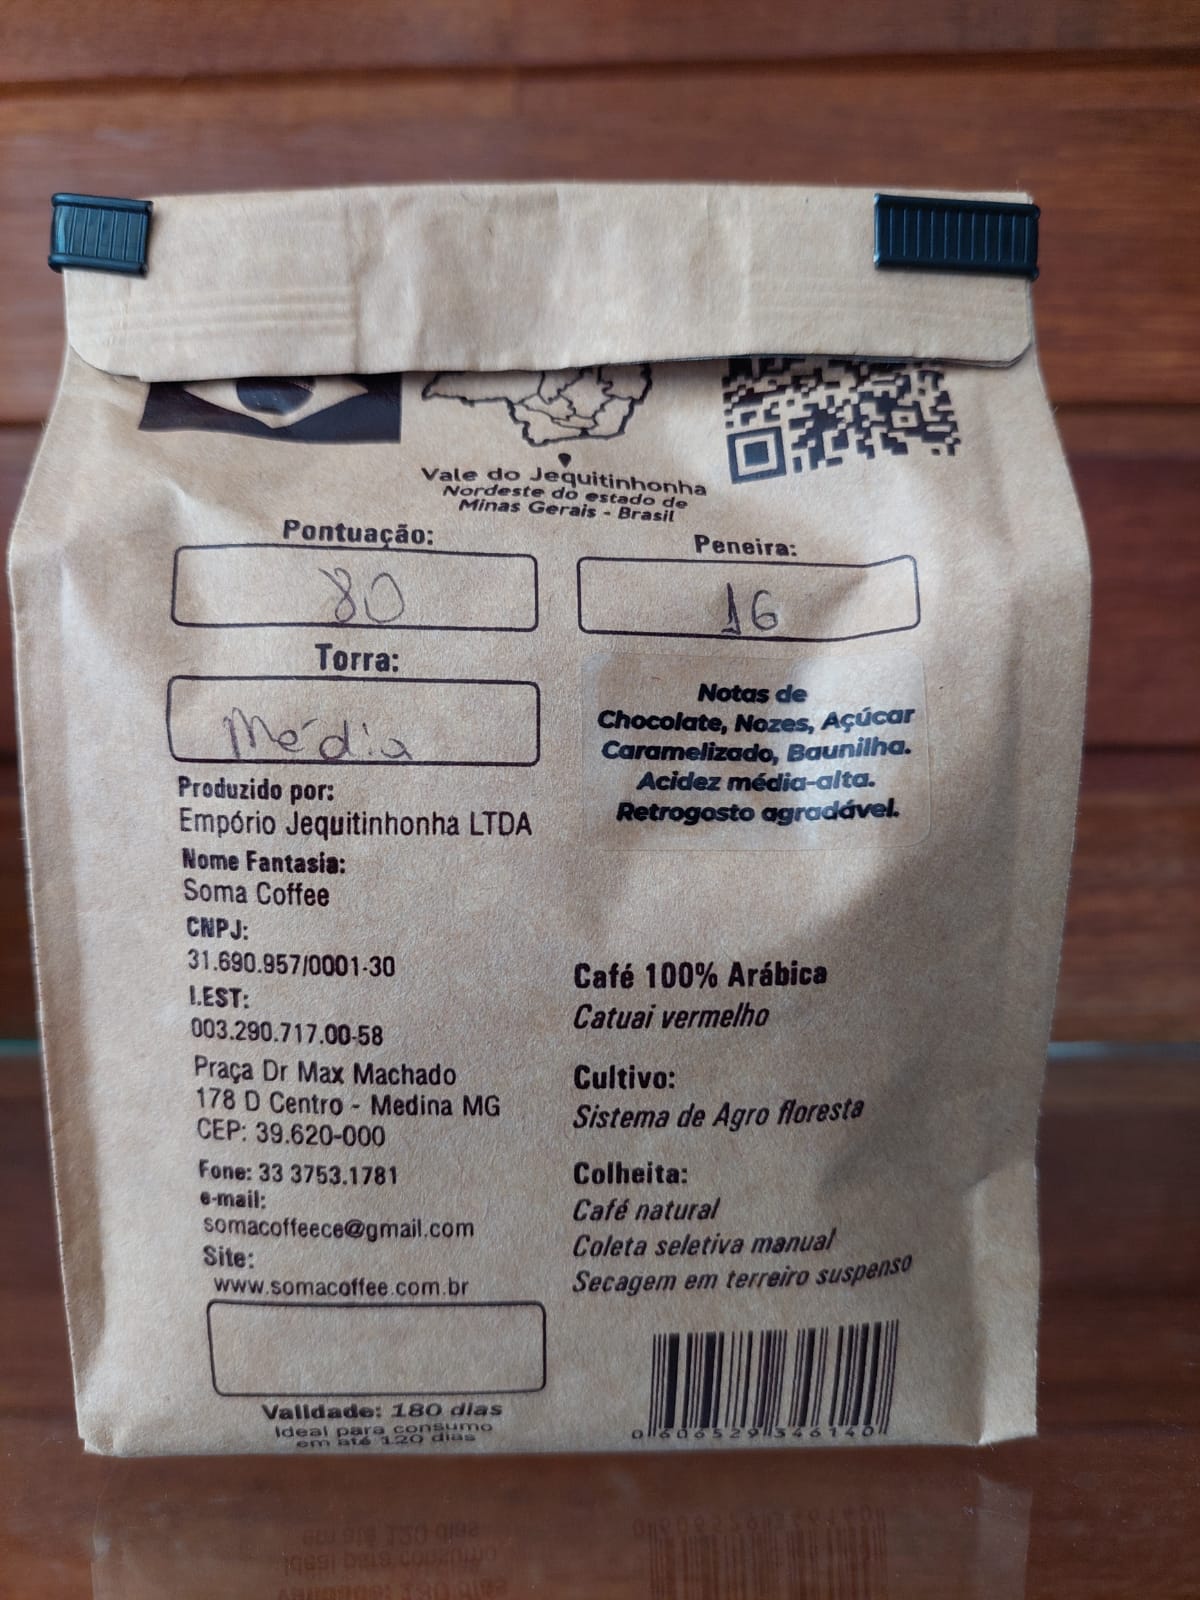 Vale do Jequitinhonha
Nordeste do estado de
Minas Gerais - Brasil
Pontuação:
80
Peneira:
16
Torra:
Média
Notas de
Chocolate, Nozes, Açúcar
Caramelizado, Baunilha.
Acidez média-alta.
Retrogosto agradável.
Produzido por:
Empório Jequitinhonha LTDA
Nome Fantasia:
Soma Coffee
CNPJ:
31.690.957/0001-30
I.EST:
003.290.717.00-58
Praça Dr Max Machado
178 D Centro - Medina MG
CEP: 39.620-000
Fone: 33 3753.1781
e-mail:
somacoffeece@gmail.com
Site:
www.somacoffee.com.br
Validade: 180 dias
Ideal para consumo
em até 120 dias
Café 100% Arábica
Catuai vermelho
Cultivo:
Sistema de Agro floresta
Colheita:
Café natural
Coleta seletiva manual
Secagem em terreiro suspenso
0 606529 346140